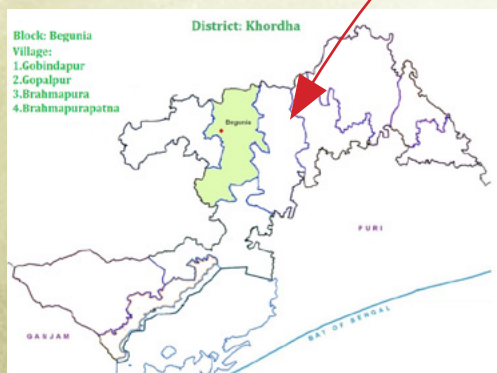 District: Khordha
Block: Begunia
Village:
1.Gobindapur
2.Gopalpur
3.Brahmapura
4.Brahmapurapatna
Begunia
PURI
GANJAM
BAY OF BENGAL